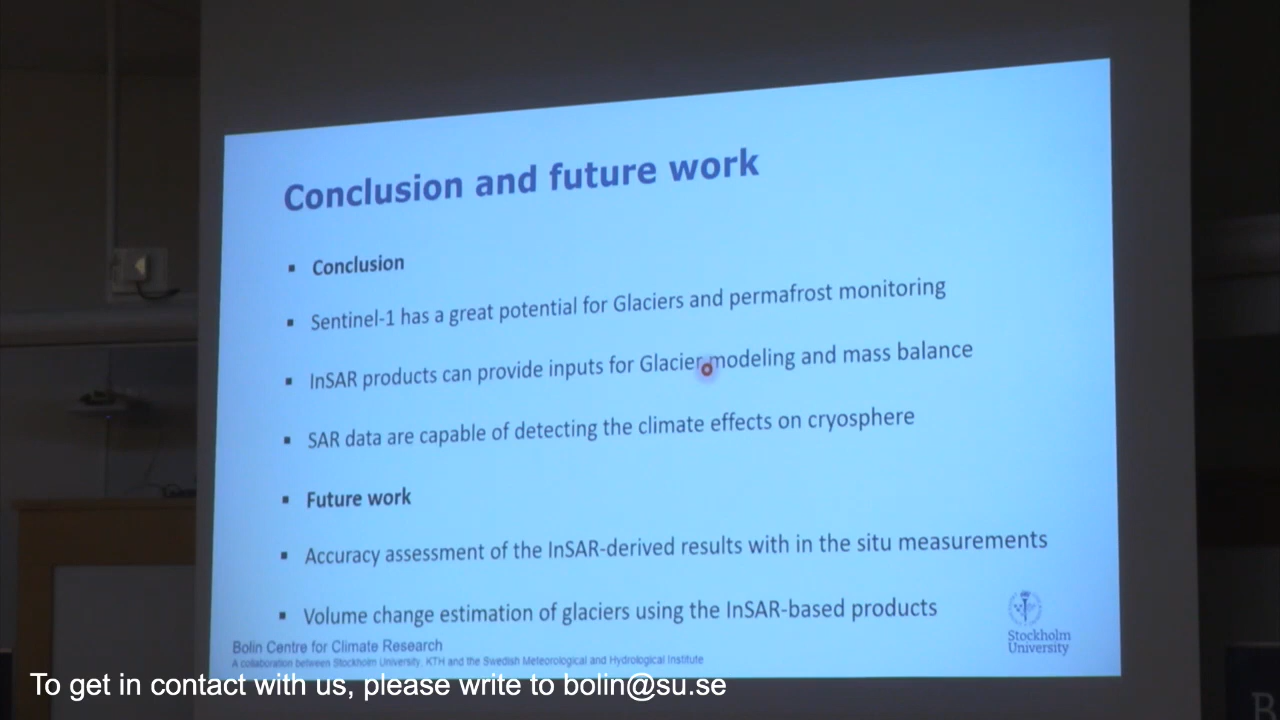 Conclusion and future work
▪ Conclusion
▪ Sentinel-1 has a great potential for Glaciers and permafrost monitoring
▪ InSAR products can provide inputs for Glacier modeling and mass balance
▪ SAR data are capable of detecting the climate effects on cryosphere
▪ Future work
▪ Accuracy assessment of the InSAR-derived results with in the situ measurements
▪ Volume change estimation of glaciers using the InSAR-based products
Stockholm
University
Bolin Centre for Climate Research
A collaboration between Stockholm University, KTH and the Swedish Meteorological and Hydrological Institute
To get in contact with us, please write to bolin@su.se
B